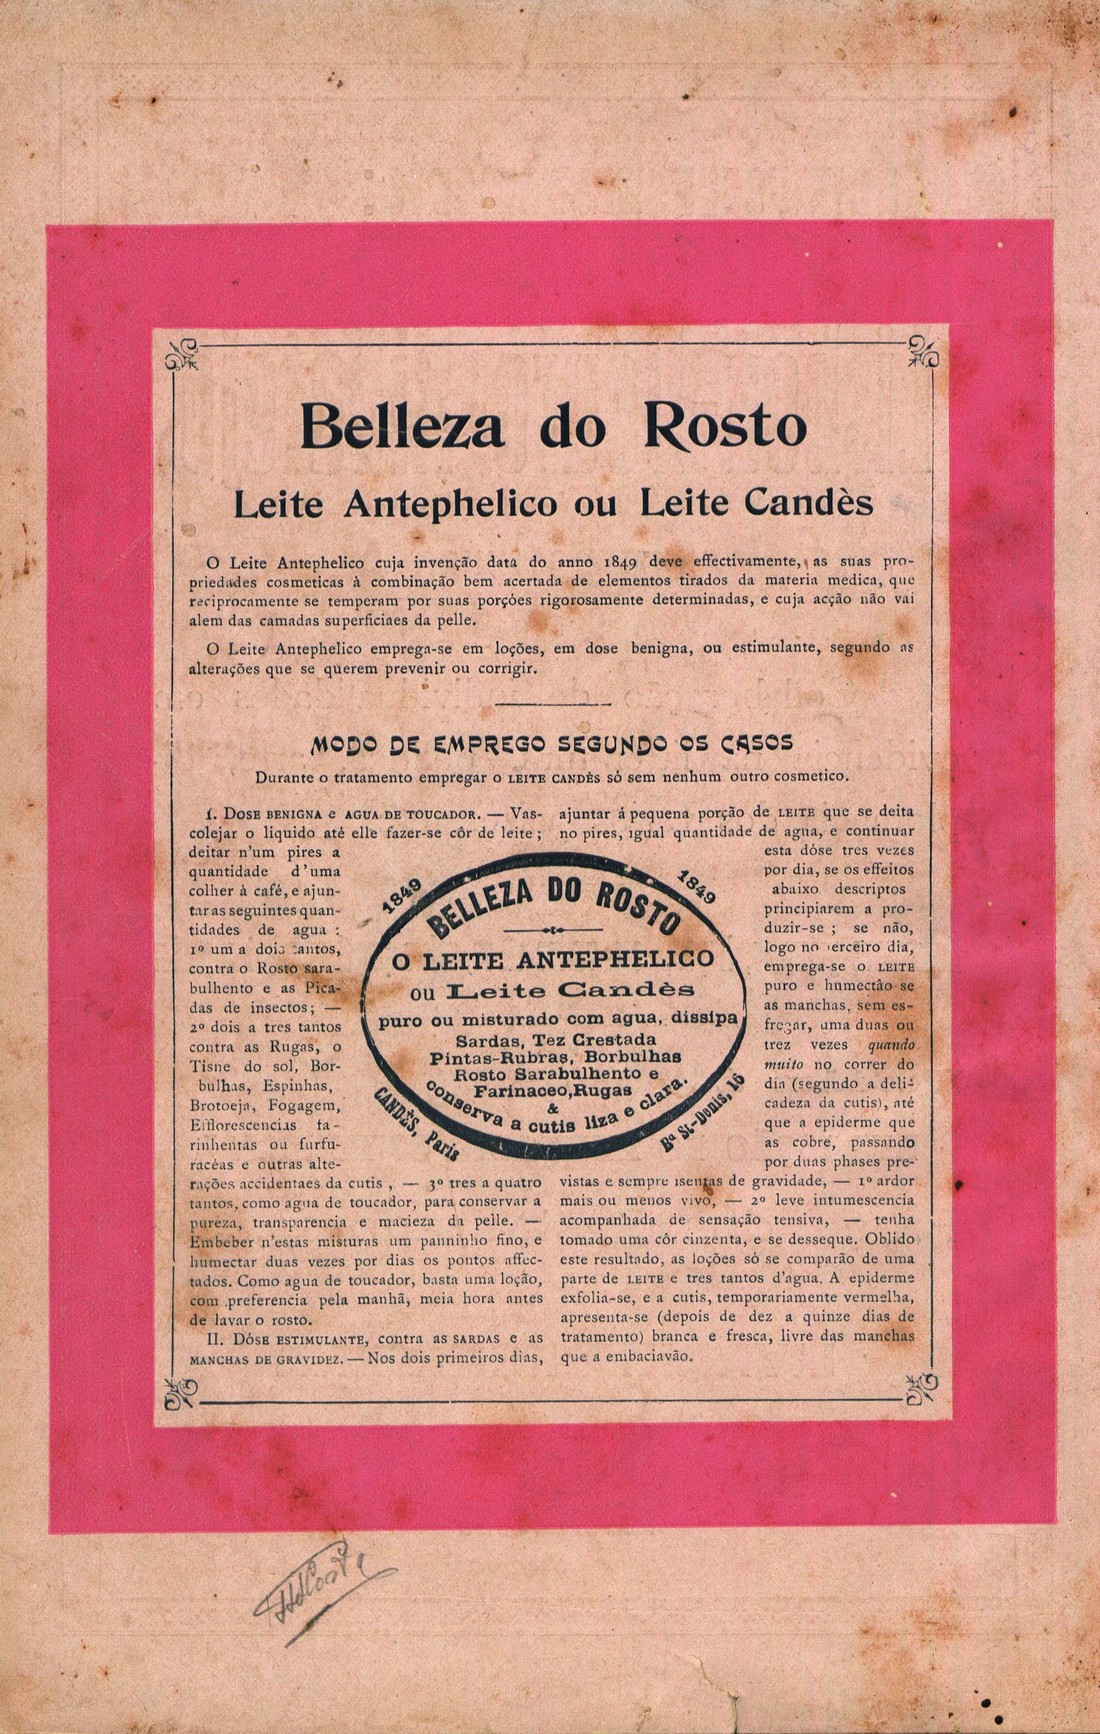 Belleza do Rosto
Leite Antephelico ou Leite Candès
O Leite Antephelico cuja invenção data do anno 1849 deve effectivamente, as suas pro-
priedades cosmeticas à combinação bem acertada de elementos tirados da materia medica, que
reciprocamente se temperam por suas porções rigorosamente determinadas, e cuja acção não vai
alem das camadas superficiaes da pelle.
O Leite Antephelico emprega-se em loções, em dose benigna, ou estimulante, segundo as
alterações que se querem prevenir ou corrigir.
MODO DE EMPREGO SEGUNDO OS CASOS
Durante o tratamento empregar o LEITE CANDÈS só sem nenhum outro cosmetico.
I. DOSE BENIGNA e AGUA DE TOUCADOR. — Vas-
colejar o liquido até elle fazer-se côr de leite ;
deitar n'um pires a
quantidade d'uma
colher à café, e ajun-
tar as seguintes quan-
tidades de agua :
1º um a dois tantos,
contra o Rosto sara-
bulhento e as Pica-
das de insectos; —
2º dois a tres tantos
contra as Rugas, o
Tisne do sol, Bor-
bulhas, Espinhas,
Brotoeja, Fogagem,
Efflorescencias fa-
rinhentas ou furfu-
racéas e outras alte-
rações accidentaes da cutis , — 3º tres a quatro
tantos, como agua de toucador, para conservar a
pureza, transparencia e macieza da pelle. —
Embeber n'estas misturas um panninho fino, e
humectar duas vezes por dias os pontos affec-
tados. Como agua de toucador, basta uma loção,
com preferencia pela manhã, meia hora antes
de lavar o rosto.
II. DÓSE ESTIMULANTE, contra as SARDAS e as
MANCHAS DE GRAVIDEZ. — Nos dois primeiros dias,
1849
1849
BELLEZA DO ROSTO
O LEITE ANTEPHELICO
ou Leite Candès
puro ou misturado com agua, dissipa
Sardas, Tez Crestada
Pintas-Rubras, Borbulhas
Rosto Sarabulhento e
Farinaceo, Rugas
&
conserva a cutis liza e clara.
CANDÈS, Paris
Bd St-Denis, 16
ajuntar á pequena porção de LEITE que se deita
no pires, igual quantidade de agua, e continuar
esta dóse tres vezes
por dia, se os effeitos
abaixo descriptos
principiarem a pro-
duzir-se ; se não,
logo no terceiro dia,
emprega-se o LEITE
puro e humectão se
as manchas, sem es-
fregar, uma duas ou
trez vezes quando
muito no correr do
dia (segundo a deli-
cadeza da cutis), até
que a epiderme que
as cobre, passando
por duas phases pre-
vistas e sempre isentas de gravidade, — 1º ardor
mais ou menos vivo, — 2º leve intumescencia
acompanhada de sensação tensiva, — tenha
tomado uma côr cinzenta, e se desseque. Oblido
este resultado, as loções só se comparão de uma
parte de LEITE e tres tantos d'agua. A epiderme
exfolia-se, e a cutis, temporariamente vermelha,
apresenta-se (depois de dez a quinze dias de
tratamento) branca e fresca, livre das manchas
que a embaciavão.